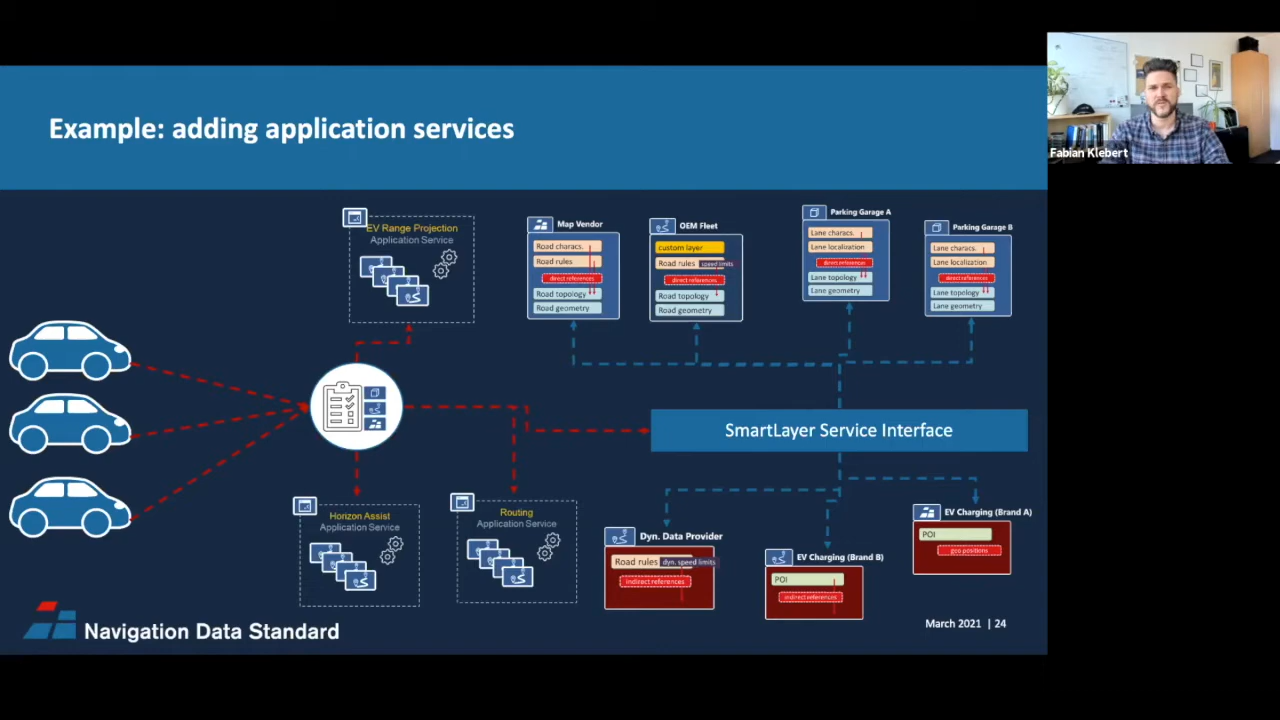 Example: adding application services
Fabian Klebert
EV Range Projection
Application Service
Map Vendor
Road characs.
Road rules
direct references
Road topology
Road geometry
OEM Fleet
custom layer
Road rules speed limits
direct references
Road topology
Road geometry
Parking Garage A
Lane characs.
Lane localization
direct references
Lane topology
Lane geometry
Parking Garage B
Lane characs.
Lane localization
direct references
Lane topology
Lane geometry
SmartLayer Service Interface
Horizon Assist
Application Service
Routing
Application Service
Dyn. Data Provider
Road rules dyn. speed limits
Indirect references
EV Charging (Brand B)
POI
indirect references
EV Charging (Brand A)
POI
geo positions
Navigation Data Standard
March 2021 | 24